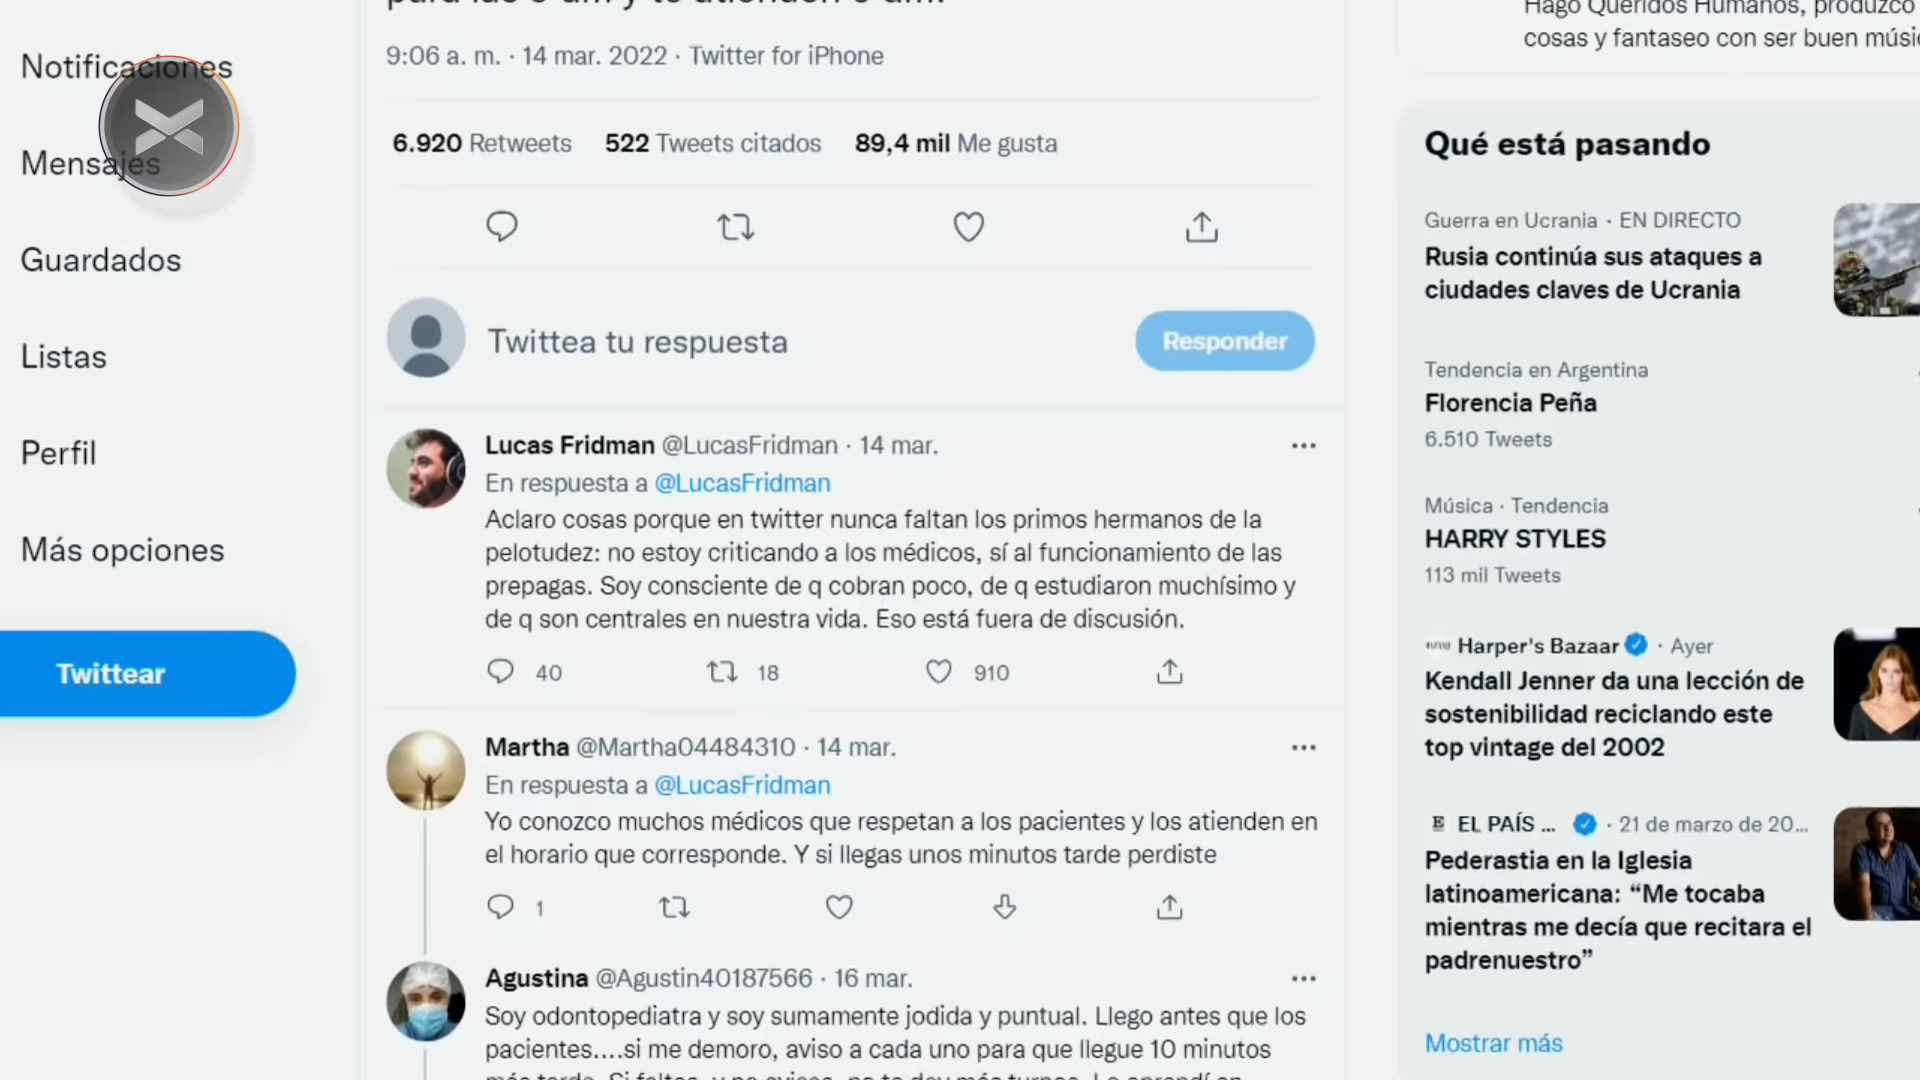 Notificaciones
Mensajes
Guardados
Listas
Perfil
Más opciones
Twittear
9:06 a. m. · 14 mar. 2022 · Twitter for iPhone
6.920 Retweets 522 Tweets citados 89,4 mil Me gusta
Twittea tu respuesta
Responder
Lucas Fridman @LucasFridman · 14 mar.
En respuesta a @LucasFridman
Aclaro cosas porque en twitter nunca faltan los primos hermanos de la
pelotudez: no estoy criticando a los médicos, sí al funcionamiento de las
prepagas. Soy consciente de q cobran poco, de q estudiaron muchísimo y
de q son centrales en nuestra vida. Eso está fuera de discusión.
40 18 910
Martha @Martha04484310 · 14 mar.
En respuesta a @LucasFridman
Yo conozco muchos médicos que respetan a los pacientes y los atienden en
el horario que corresponde. Y si llegas unos minutos tarde perdiste
1
Agustina @Agustin40187566 · 16 mar.
Soy odontopediatra y soy sumamente jodida y puntual. Llego antes que los
pacientes....si me demoro, aviso a cada uno para que llegue 10 minutos
Hago Queridos Humanos, produzco
cosas y fantaseo con ser buen músic
Qué está pasando
Guerra en Ucrania · EN DIRECTO
Rusia continúa sus ataques a
ciudades claves de Ucrania
Tendencia en Argentina
Florencia Peña
6.510 Tweets
Música · Tendencia
HARRY STYLES
113 mil Tweets
Harper's Bazaar · Ayer
Kendall Jenner da una lección de
sostenibilidad reciclando este
top vintage del 2002
EL PAÍS ... · 21 de marzo de 20...
Pederastia en la Iglesia
latinoamericana: “Me tocaba
mientras me decía que recitara el
padrenuestro”
Mostrar más